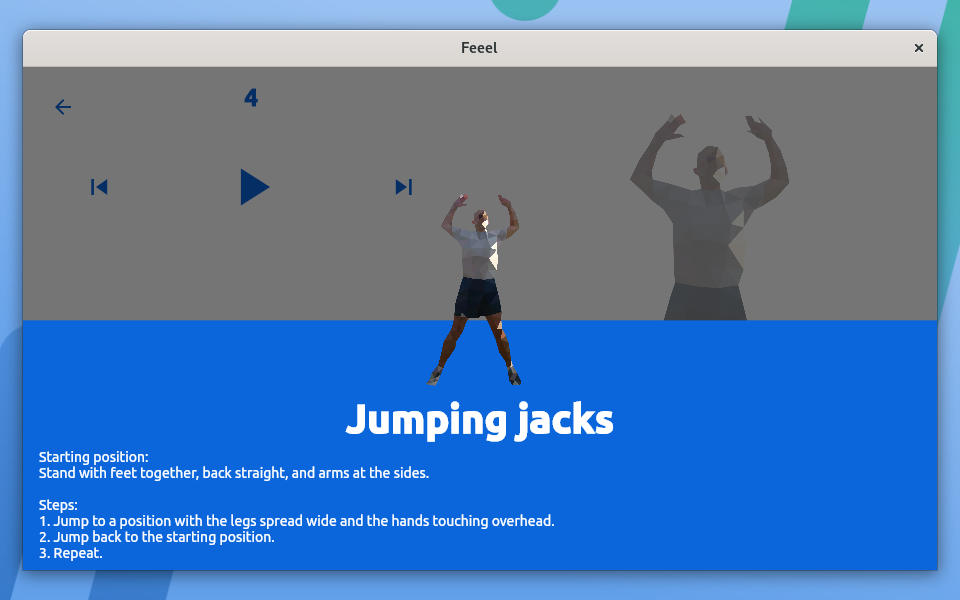 Feeel
4
Jumping jacks
Starting position:
Stand with feet together, back straight, and arms at the sides.
Steps:
1. Jump to a position with the legs spread wide and the hands touching overhead.
2. Jump back to the starting position.
3. Repeat.